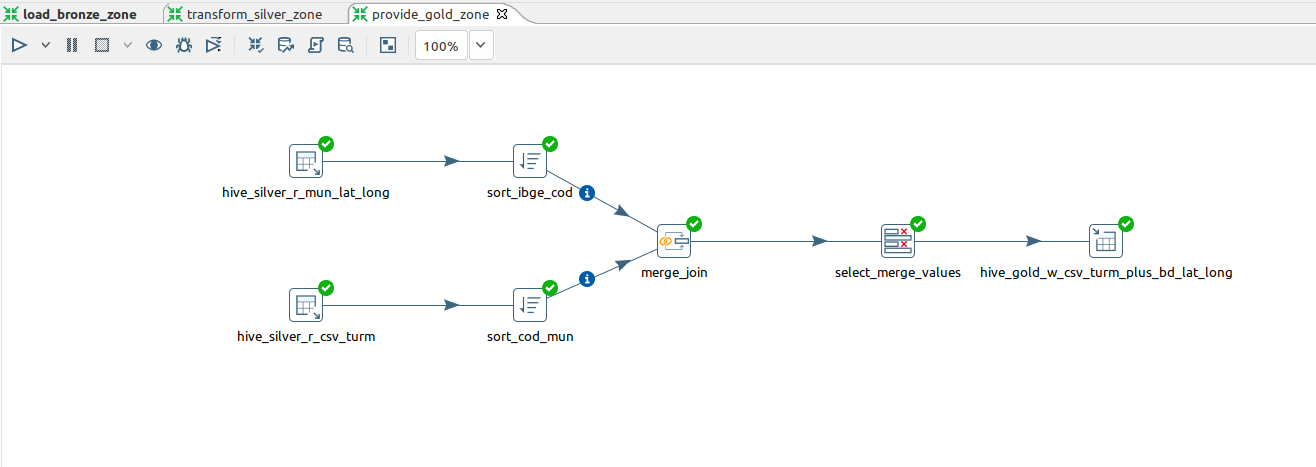 load_bronze_zone
transform_silver_zone
provide_gold_zone
100%
hive_silver_r_mun_lat_long
sort_ibge_cod
merge_join
select_merge_values
hive_gold_w_csv_turm_plus_bd_lat_long
hive_silver_r_csv_turm
sort_cod_mun